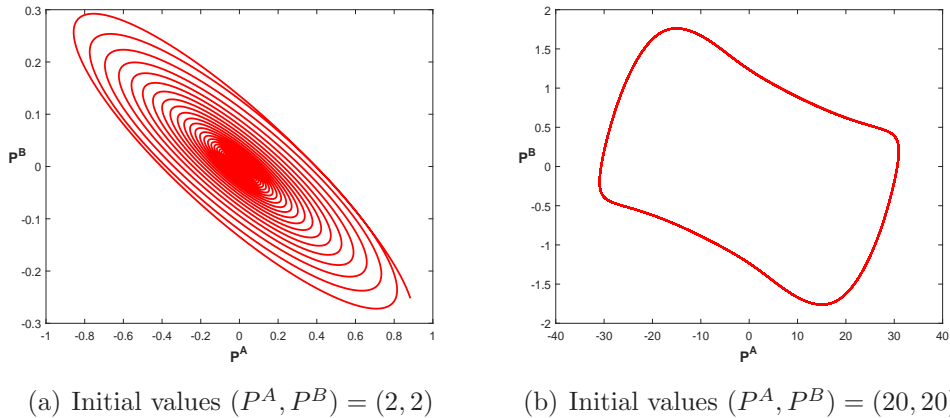 0.3
0.2
0.1
0
-0.1
-0.2
-0.3
P^B
-1 -0.8 -0.6 -0.4 -0.2 0 0.2 0.4 0.6 0.8 1
P^A
2
1.5
1
0.5
0
-0.5
-1
-1.5
-2
P^B
-40 -30 -20 -10 0 10 20 30 40
P^A
(a) Initial values (P^A, P^B) = (2, 2)
(b) Initial values (P^A, P^B) = (20, 20